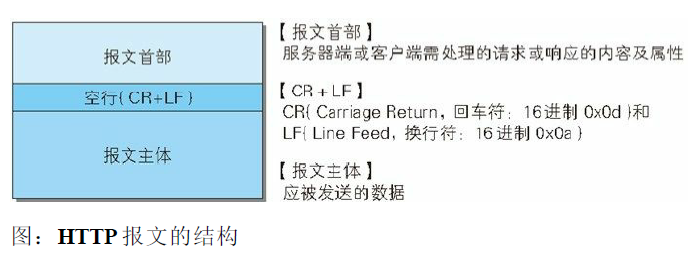 报文首部
空行(CR+LF)
报文主体
【报文首部】
服务器端或客户端需处理的请求或响应的内容及属性
【CR+LF】
CR(Carriage Return，回车符：16进制 0x0d)和
LF(Line Feed，换行符：16进制 0x0a)
【报文主体】
应被发送的数据
图：HTTP 报文的结构